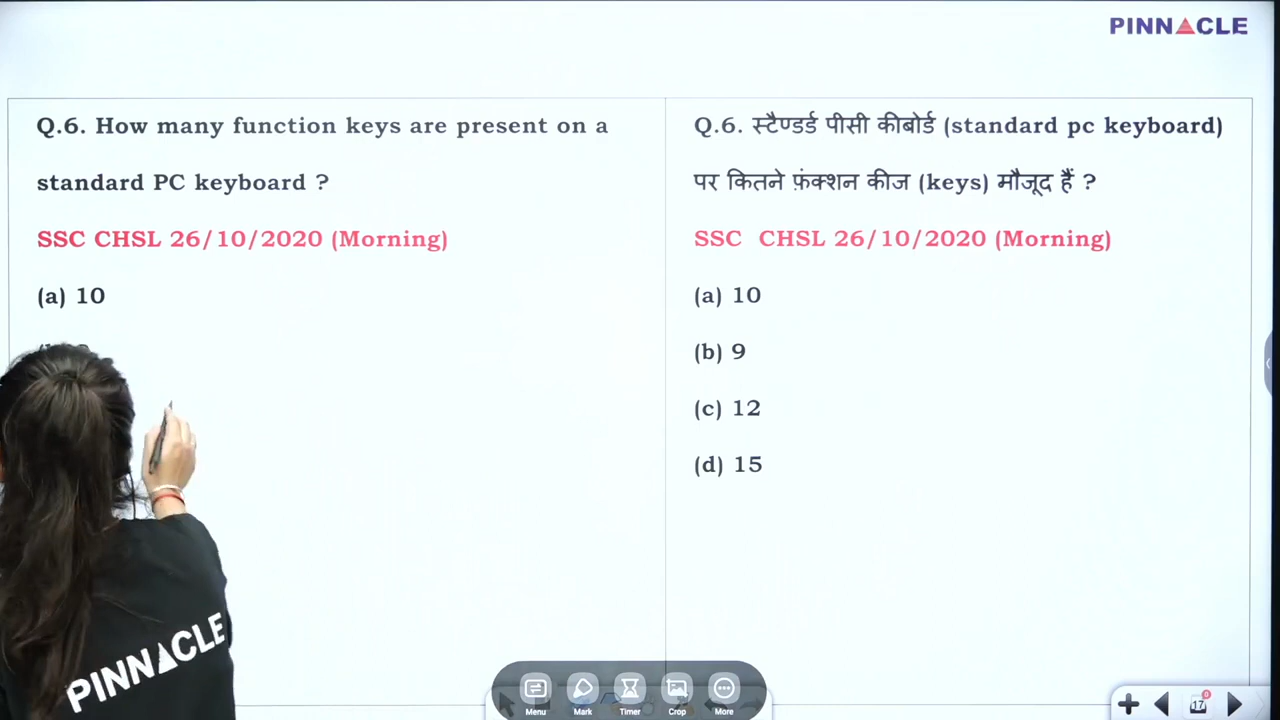 PINNACLE
Q.6. How many function keys are present on a
standard PC keyboard ?
SSC CHSL 26/10/2020 (Morning)
(a) 10
Q.6. स्टैण्डर्ड पीसी कीबोर्ड (standard pc keyboard)
पर कितने फ़ंक्शन कीज (keys) मौजूद हैं ?
SSC CHSL 26/10/2020 (Morning)
(a) 10
(b) 9
(c) 12
(d) 15
PINNACLE
Menu
Mark
Timer
Crop
More
17
0